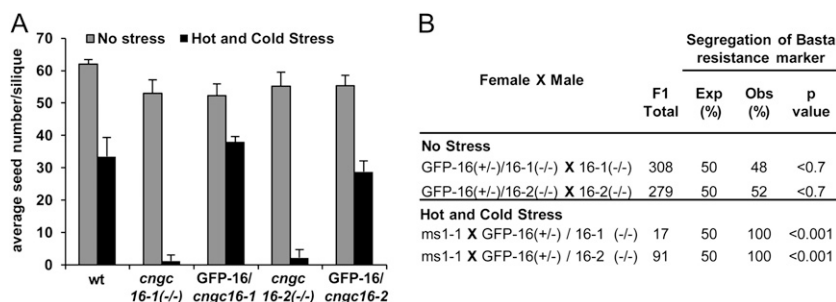 A
No stress
Hot and Cold Stress
average seed number/silique
70
60
50
40
30
20
10
0
wt
cngc 16-1(-/-)
GFP-16/ cngc16-1
cngc 16-2(-/-)
GFP-16/ cngc16-2
B
Segregation of Basta resistance marker
Female X Male
F1 Total
Exp (%)
Obs (%)
p value
No Stress
GFP-16(+/-)/16-1(-/-) X 16-1(-/-) 308 50 48 <0.7
GFP-16(+/-)/16-2(-/-) X 16-2(-/-) 279 50 52 <0.7
Hot and Cold Stress
ms1-1 X GFP-16(+/-) / 16-1 (-/-) 17 50 100 <0.001
ms1-1 X GFP-16(+/-) / 16-2 (-/-) 91 50 100 <0.001